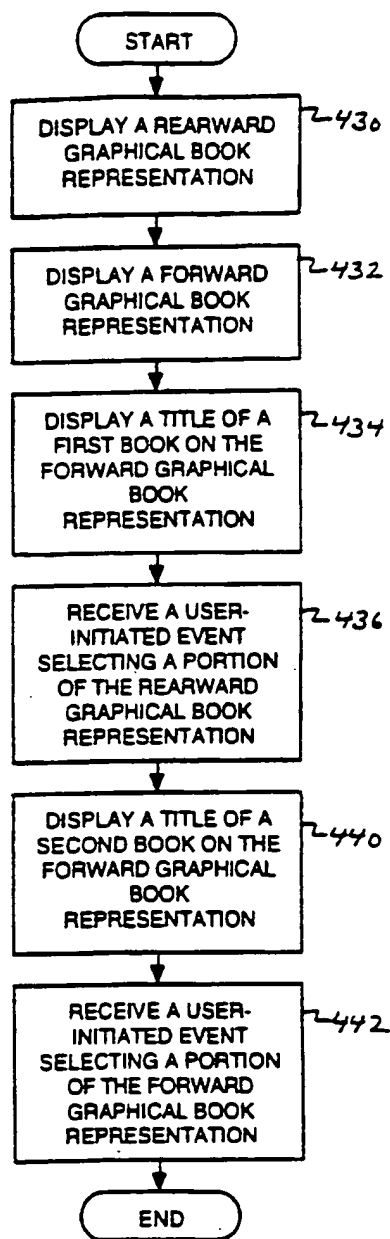 START
DISPLAY A REARWARD
GRAPHICAL BOOK
REPRESENTATION
430
DISPLAY A FORWARD
GRAPHICAL BOOK
REPRESENTATION
432
DISPLAY A TITLE OF A
FIRST BOOK ON THE
FORWARD GRAPHICAL
BOOK
REPRESENTATION
434
RECEIVE A USER-
INITIATED EVENT
SELECTING A PORTION
OF THE REARWARD
GRAPHICAL BOOK
REPRESENTATION
436
DISPLAY A TITLE OF A
SECOND BOOK ON THE
FORWARD GRAPHICAL
BOOK
REPRESENTATION
440
RECEIVE A USER-
INITIATED EVENT
SELECTING A PORTION
OF THE FORWARD
GRAPHICAL BOOK
REPRESENTATION
442
END